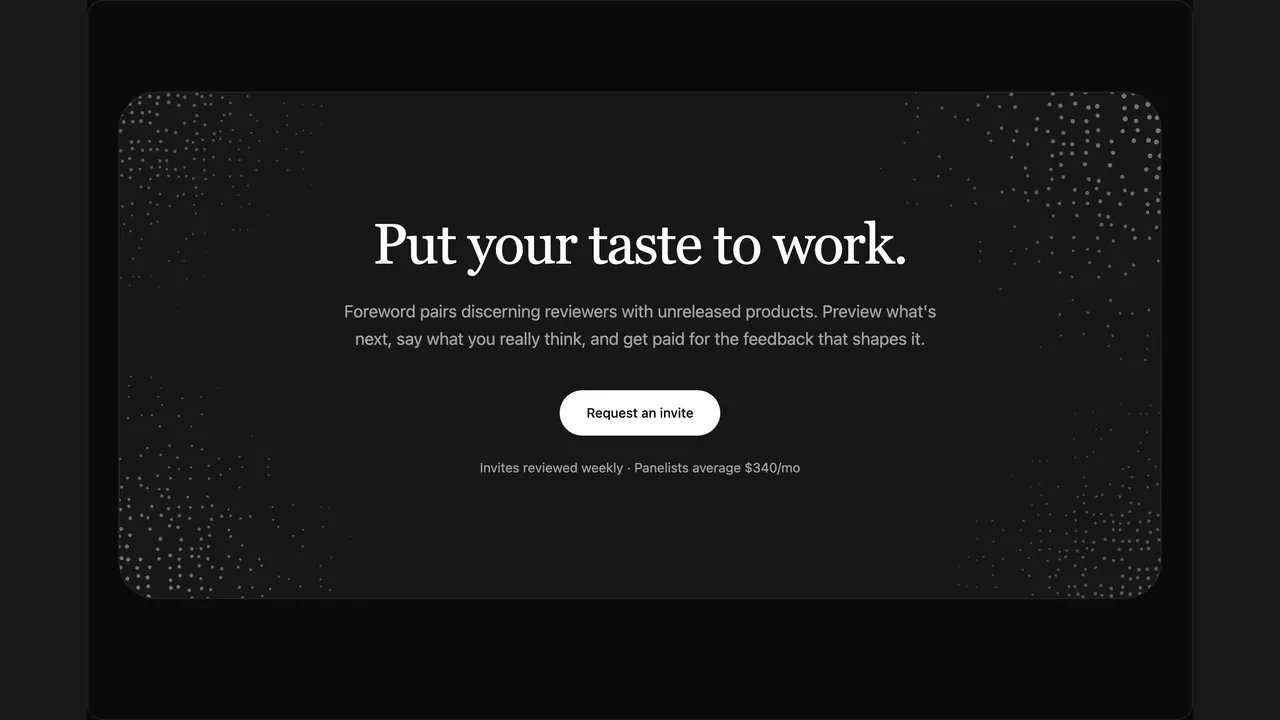 Put your taste to work.
Foreword pairs discerning reviewers with unreleased products. Preview what's
next, say what you really think, and get paid for the feedback that shapes it.
Request an invite
Invites reviewed weekly · Panelists average $340/mo